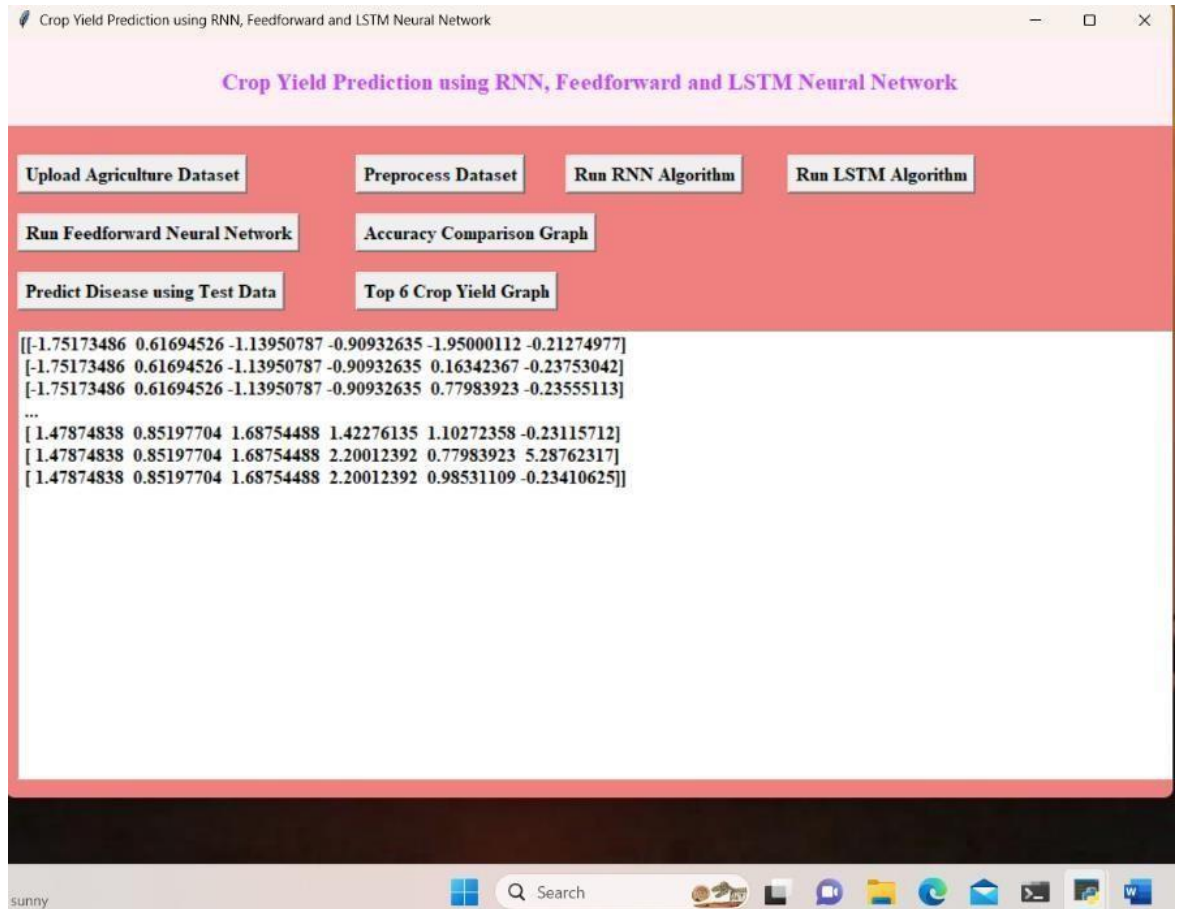 Crop Yield Prediction using RNN, Feedforward and LSTM Neural Network
Crop Yield Prediction using RNN, Feedforward and LSTM Neural Network
Upload Agriculture Dataset Preprocess Dataset Run RNN Algorithm Run LSTM Algorithm
Run Feedforward Neural Network Accuracy Comparison Graph
Predict Disease using Test Data Top 6 Crop Yield Graph
[[-1.75173486 0.61694526 -1.13950787 -0.90932635 -1.95000112 -0.21274977]
[-1.75173486 0.61694526 -1.13950787 -0.90932635 0.16342367 -0.23753042]
[-1.75173486 0.61694526 -1.13950787 -0.90932635 0.77983923 -0.23555113]
...
[ 1.47874838 0.85197704 1.68754488 1.42276135 1.10272358 -0.23115712]
[ 1.47874838 0.85197704 1.68754488 2.20012392 0.77983923 5.28762317]
[ 1.47874838 0.85197704 1.68754488 2.20012392 0.98531109 -0.23410625]]
sunny Search W